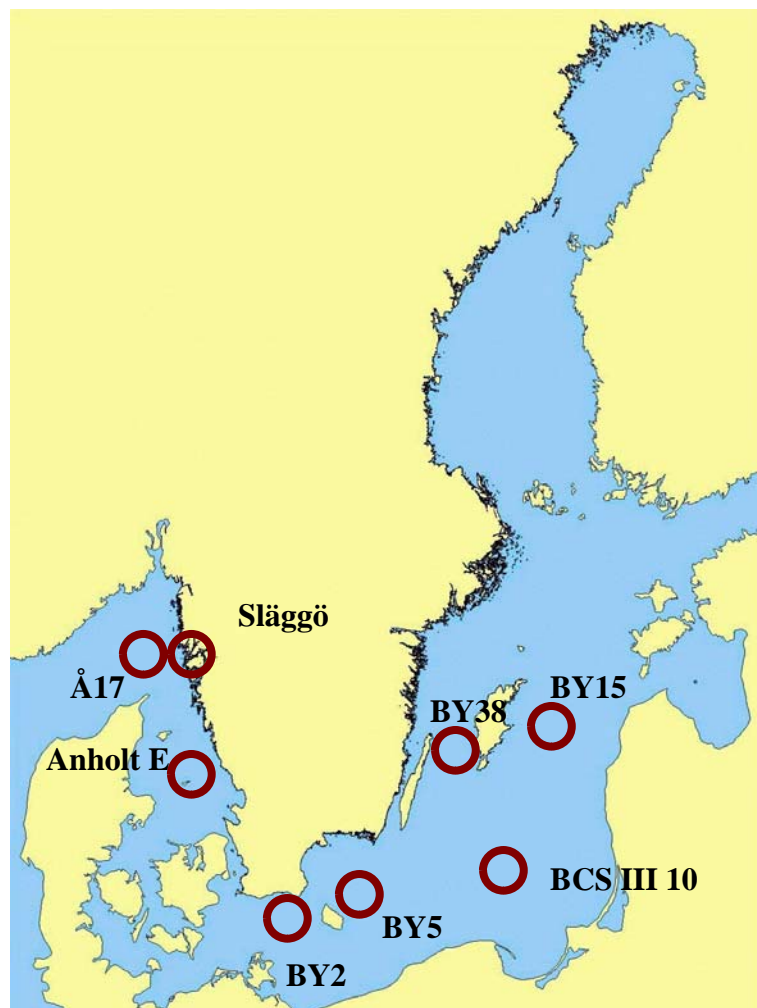 Släggö
Å17
BY15
BY38
Anholt E
BCS III 10
BY5
BY2